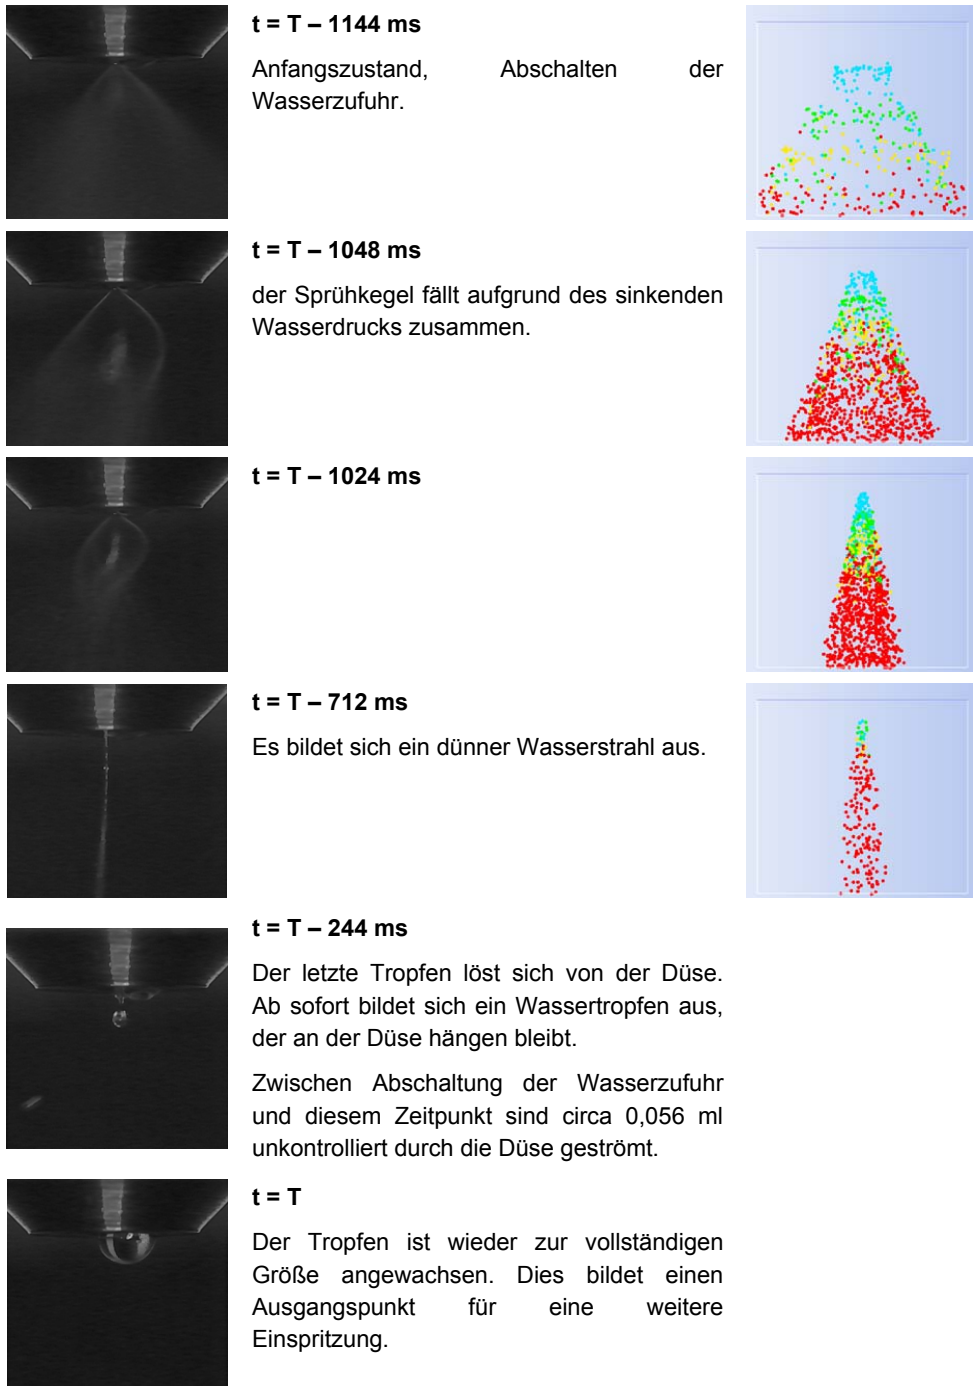 t = T – 1144 ms
Anfangszustand, Abschalten der
Wasserzufuhr.
t = T – 1048 ms
der Sprühkegel fällt aufgrund des sinkenden
Wasserdrucks zusammen.
t = T – 1024 ms
t = T – 712 ms
Es bildet sich ein dünner Wasserstrahl aus.
t = T – 244 ms
Der letzte Tropfen löst sich von der Düse.
Ab sofort bildet sich ein Wassertropfen aus,
der an der Düse hängen bleibt.
Zwischen Abschaltung der Wasserzufuhr
und diesem Zeitpunkt sind circa 0,056 ml
unkontrolliert durch die Düse geströmt.
t = T
Der Tropfen ist wieder zur vollständigen
Größe angewachsen. Dies bildet einen
Ausgangspunkt für eine weitere
Einspritzung.